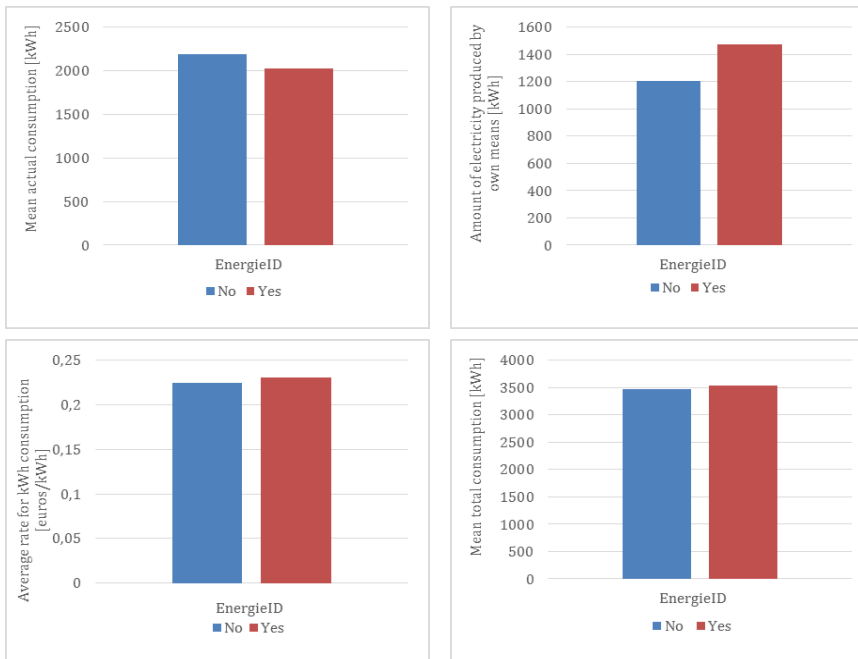 Mean actual consumption [kWh]
2500
2000
1500
1000
500
0
EnergieID
No Yes
Amount of electricity produced by
own means [kWh]
1600
1400
1200
1000
800
600
400
200
0
EnergieID
No Yes
Average rate for kWh consumption
[euros/kWh]
0,25
0,2
0,15
0,1
0,05
0
EnergieID
No Yes
Mean total consumption [kWh]
4000
3500
3000
2500
2000
1500
1000
500
0
EnergieID
No Yes